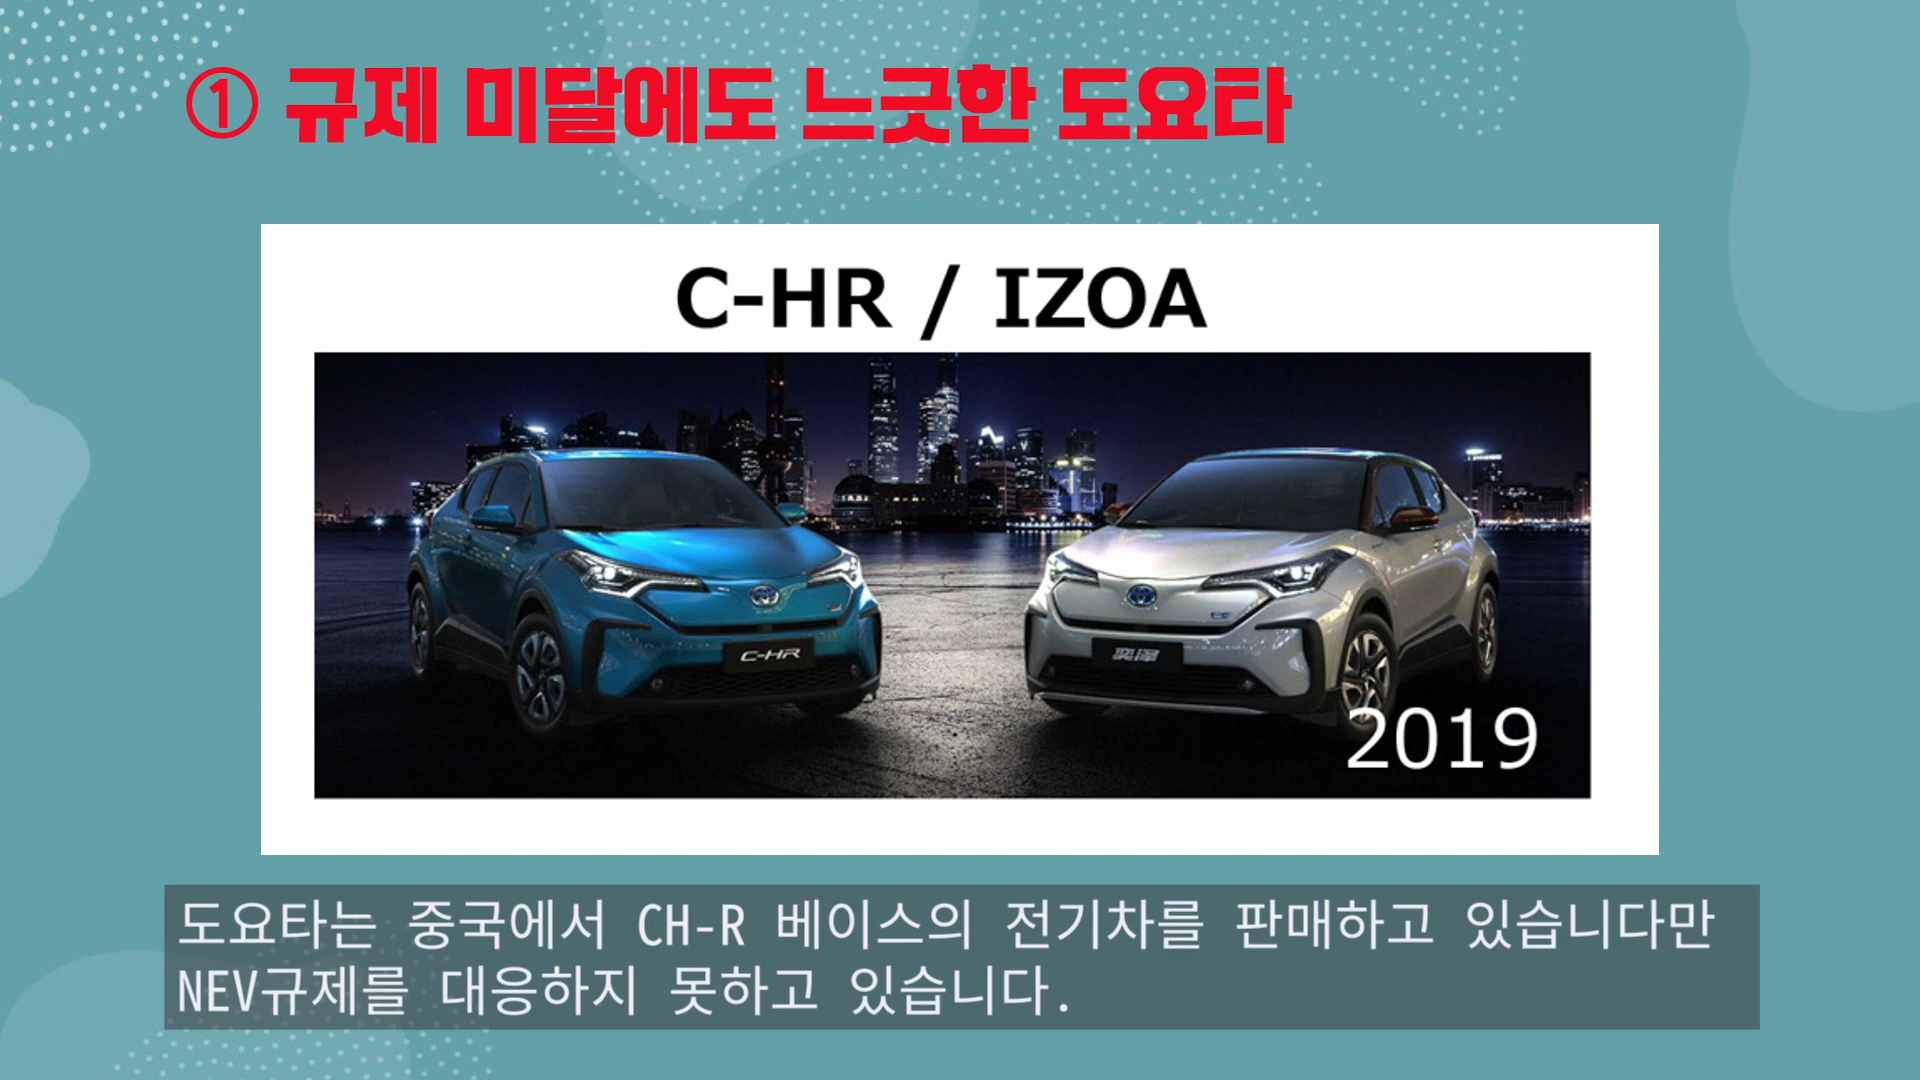 ① 규제 미달에도 느긋한 도요타
C-HR / IZOA
C-HR
奕泽
2019
도요타는 중국에서 CH-R 베이스의 전기차를 판매하고 있습니다만
NEV규제를 대응하지 못하고 있습니다.